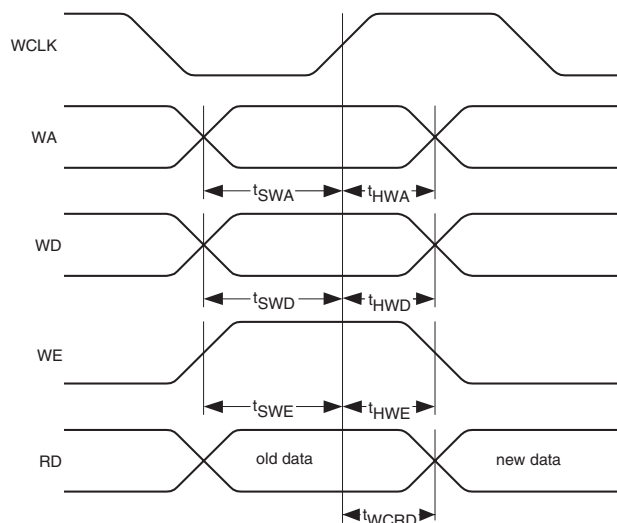 WCLK
WA
tSWA tHWA
WD
tSWD tHWD
WE
tSWE tHWE
RD old data new data
tWCRD